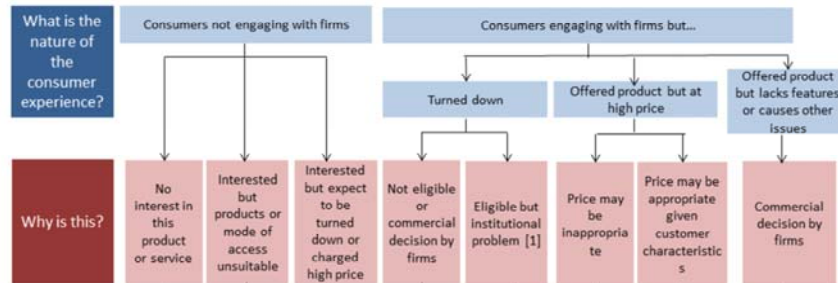 What is the
nature of
the
consumer
experience?
Consumers not engaging with firms
Consumers engaging with firms but...
Turned down
Offered product but at
high price
Offered product
but lacks features
or causes other
issues
Why is this?
No
interest in
this
product
or service
Interested
but
products or
mode of
access
unsuitable
Interested
but expect
to be
turned
down or
charged
high price
Not eligible
or
commercial
decision by
firms
Eligible but
institutional
problem [1]
Price may
be
inappropria
te
Price may be
appropriate
given
customer
characteristic
s
Commercial
decision by
firms